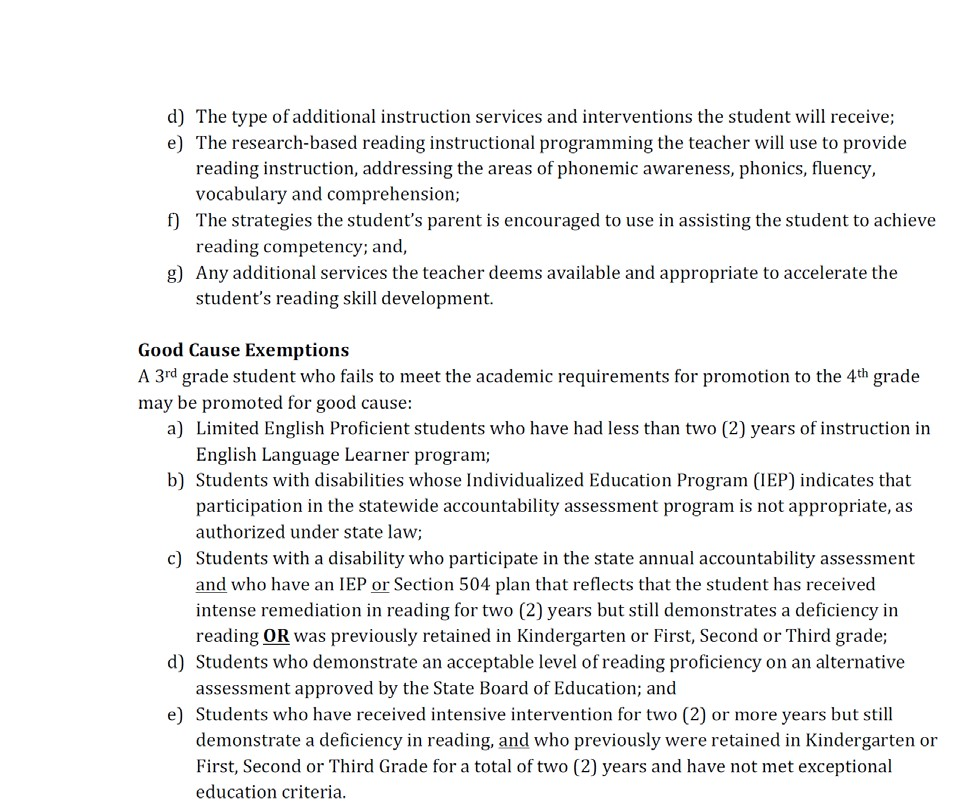 d) The type of additional instruction services and interventions the student will receive;
e) The research-based reading instructional programming the teacher will use to provide
reading instruction, addressing the areas of phonemic awareness, phonics, fluency,
vocabulary and comprehension;
f) The strategies the student’s parent is encouraged to use in assisting the student to achieve
reading competency; and,
g) Any additional services the teacher deems available and appropriate to accelerate the
student’s reading skill development.
Good Cause Exemptions
A 3rd grade student who fails to meet the academic requirements for promotion to the 4th grade
may be promoted for good cause:
a) Limited English Proficient students who have had less than two (2) years of instruction in
English Language Learner program;
b) Students with disabilities whose Individualized Education Program (IEP) indicates that
participation in the statewide accountability assessment program is not appropriate, as
authorized under state law;
c) Students with a disability who participate in the state annual accountability assessment
and who have an IEP or Section 504 plan that reflects that the student has received
intense remediation in reading for two (2) years but still demonstrates a deficiency in
reading OR was previously retained in Kindergarten or First, Second or Third grade;
d) Students who demonstrate an acceptable level of reading proficiency on an alternative
assessment approved by the State Board of Education; and
e) Students who have received intensive intervention for two (2) or more years but still
demonstrate a deficiency in reading, and who previously were retained in Kindergarten or
First, Second or Third Grade for a total of two (2) years and have not met exceptional
education criteria.